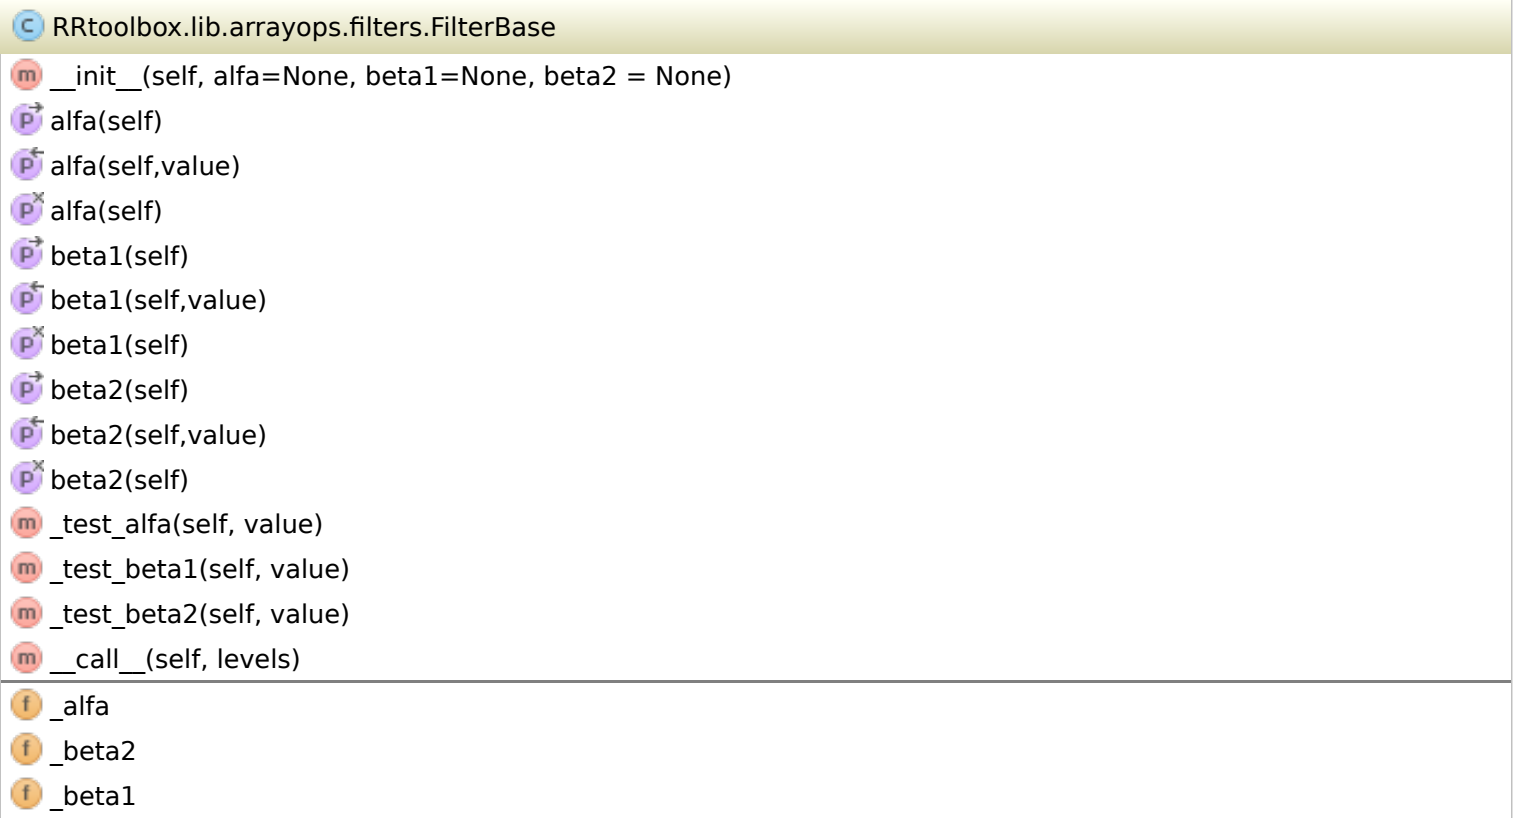 C RRtoolbox.lib.arrayops.filters.FilterBase
m __init__(self, alfa=None, beta1=None, beta2 = None)
P alfa(self)
P alfa(self,value)
P alfa(self)
P beta1(self)
P beta1(self,value)
P beta1(self)
P beta2(self)
P beta2(self,value)
P beta2(self)
m _test_alfa(self, value)
m _test_beta1(self, value)
m _test_beta2(self, value)
m __call__(self, levels)
f _alfa
f _beta2
f _beta1